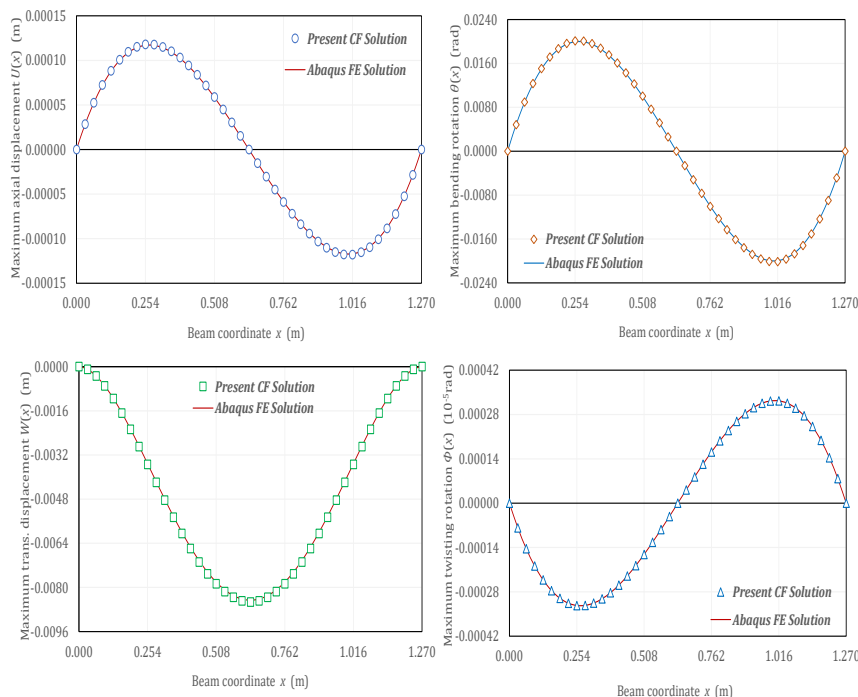 Maximum axial displacement U(x) (m)
0.00015
0.00010
0.00005
0.00000
-0.00005
-0.00010
-0.00015
0.000 0.254 0.508 0.762 1.016 1.270
Beam coordinate x (m)
Present CF Solution
Abaqus FE Solution
Maximum bending rotation θ(x) (rad)
0.0240
0.0160
0.0080
0.0000
-0.0080
-0.0160
-0.0240
0.000 0.254 0.508 0.762 1.016 1.270
Beam coordinate x (m)
Present CF Solution
Abaqus FE Solution
Maximum trans. displacement W(x) (m)
0.0000
-0.0016
-0.0032
-0.0048
-0.0064
-0.0080
-0.0096
0.000 0.254 0.508 0.762 1.016 1.270
Beam coordinate x (m)
Present CF Solution
Abaqus FE Solution
Maximum twisting rotation Φ(x) (10⁻⁵rad)
0.00042
0.00028
0.00014
0.00000
-0.00014
-0.00028
-0.00042
0.000 0.254 0.508 0.762 1.016 1.270
Beam coordinate x (m)
Present CF Solution
Abaqus FE Solution